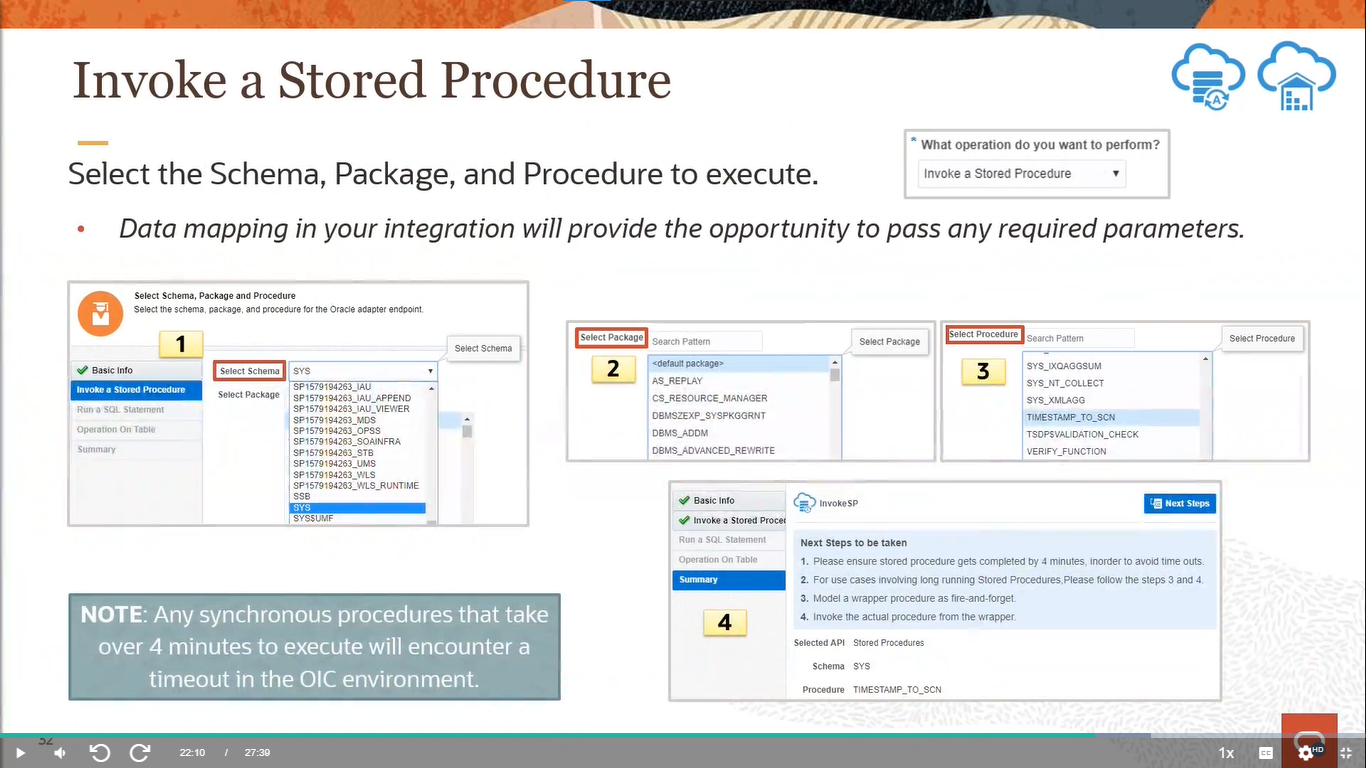 Invoke a Stored Procedure
Select the Schema, Package, and Procedure to execute.
* What operation do you want to perform?
Invoke a Stored Procedure
• Data mapping in your integration will provide the opportunity to pass any required parameters.
Select Schema, Package and Procedure
Select the schema, package, and procedure for the Oracle adapter endpoint.
1
Select Schema
Basic Info
Invoke a Stored Procedure
Run a SQL Statement
Operation On Table
Summary
Select Schema
SYS
Select Package
SP1579194263_IAU
SP1579194263_IAU_APPEND
SP1579194263_IAU_VIEWER
SP1579194263_MDS
SP1579194263_OPSS
SP1579194263_SOAINFRA
SP1579194263_STB
SP1579194263_UMS
SP1579194263_WLS
SP1579194263_WLS_RUNTIME
SSB
SYS
SYS$UMF
Select Package
Search Pattern
Select Package
2
<default package>
AS_REPLAY
CS_RESOURCE_MANAGER
DBMSZEXP_SYSPKGGRNT
DBMS_ADDM
DBMS_ADVANCED_REWRITE
Select Procedure
Search Pattern
Select Procedure
3
SYS_IXQAGGSUM
SYS_NT_COLLECT
SYS_XMLAGG
TIMESTAMP_TO_SCN
TSDP$VALIDATION_CHECK
VERIFY_FUNCTION
Basic Info
Invoke a Stored Proce
Run a SQL Statement
Operation On Table
Summary
4
InvokeSP
Next Steps
Next Steps to be taken
1. Please ensure stored procedure gets completed by 4 minutes, inorder to avoid time outs.
2. For use cases involving long running Stored Procedures,Please follow the steps 3 and 4.
3. Model a wrapper procedure as fire-and-forget.
4. Invoke the actual procedure from the wrapper.
Selected API Stored Procedures
Schema SYS
Procedure TIMESTAMP_TO_SCN
NOTE: Any synchronous procedures that take
over 4 minutes to execute will encounter a
timeout in the OIC environment.
52
22:10 / 27:39
1x
CC
HD